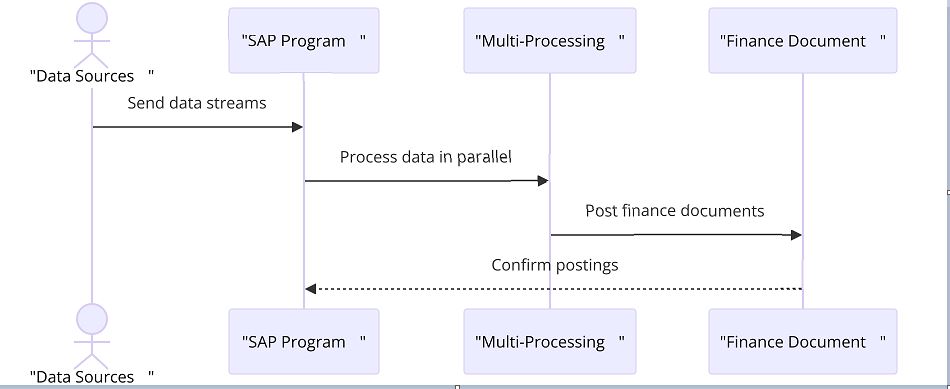 "SAP Program   "
"Multi-Processing   "
"Finance Document   "
"Data Sources   "
Send data streams
Process data in parallel
Post finance documents
Confirm postings
"SAP Program   "
"Multi-Processing   "
"Finance Document   "
"Data Sources   "